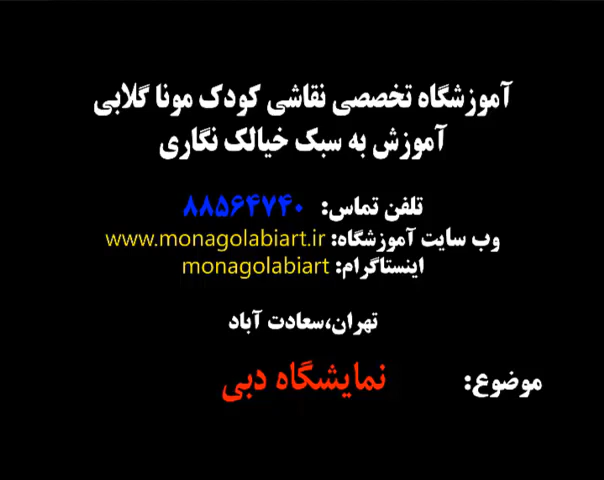 آموزشگاه تخصصی نقاشی کودک مونا گلابی
آموزش به سبک خیالک نگاری
تلفن تماس: ۸۸۵۶۴۷۴۰
وب سایت آموزشگاه: www.monagolabiart.ir
اینستاگرام: monagolabiart
تهران،سعادت آباد
موضوع: نمایشگاه دبی